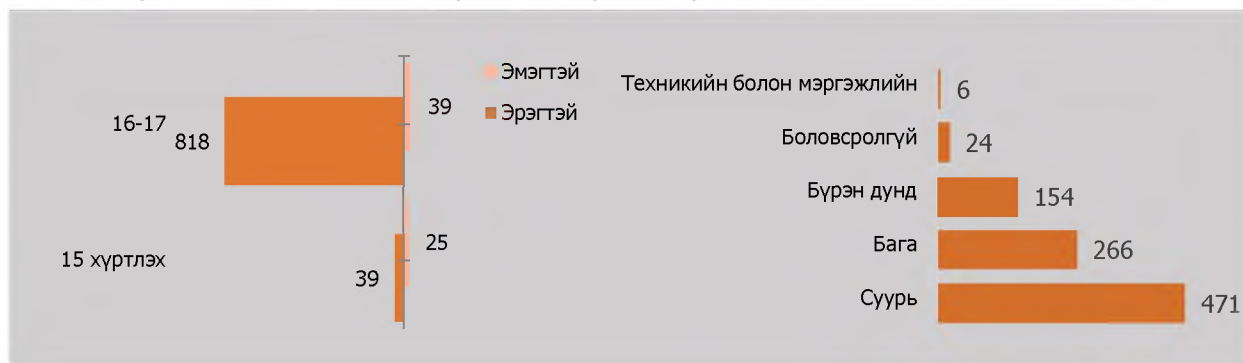 Эмэгтэй
Эрэгтэй
16-17
818
39
15 хүртлэх
39
25
Техникийн болон мэргэжлийн
6
Боловсролгүй
24
Бүрэн дунд
154
Бага
266
Суурь
471